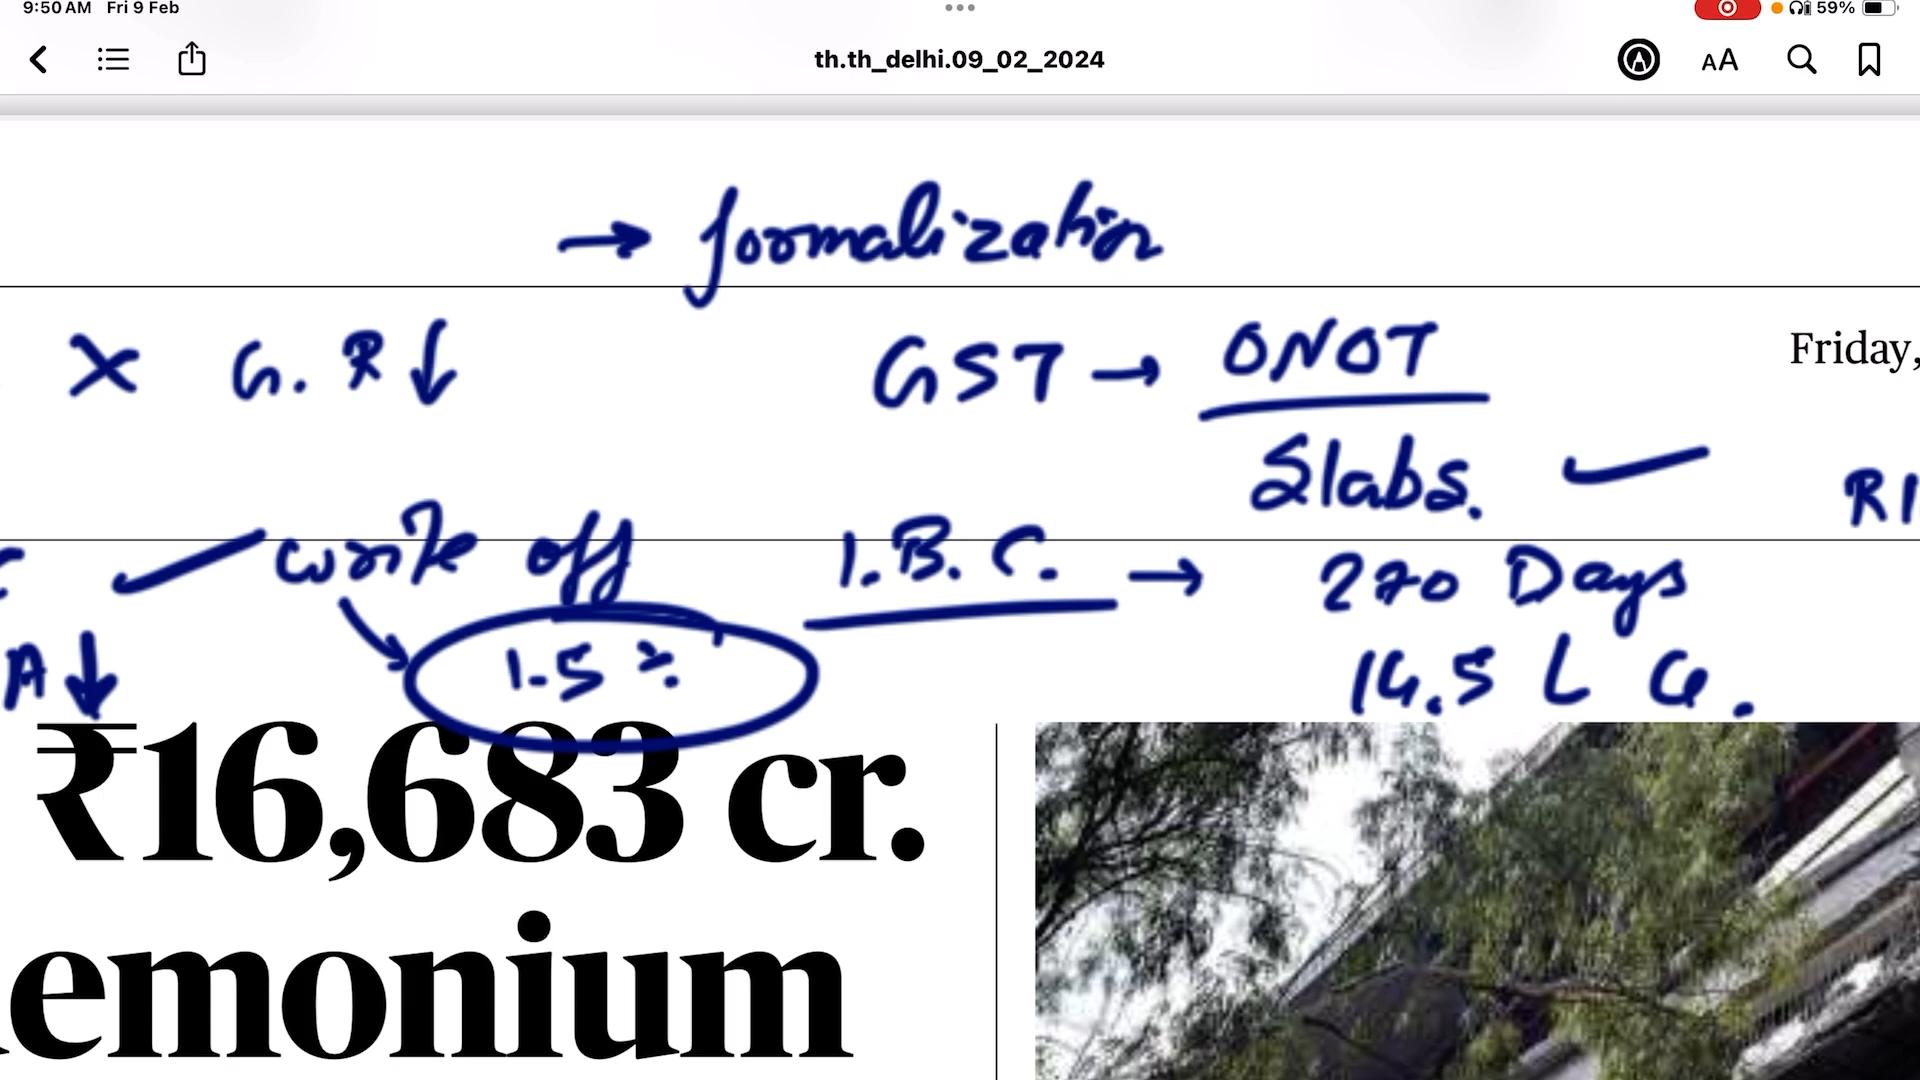 9:50 AM Fri 9 Feb
59%
th.th_delhi.09_02_2024
AA
→ formalization
X G. R ↓
GST → ONOT
Friday,
Slabs.
write off
I.B.C. → 270 Days
A ↓
1.5 %
14.5 L Cr.
₹16,683 cr.
emonium